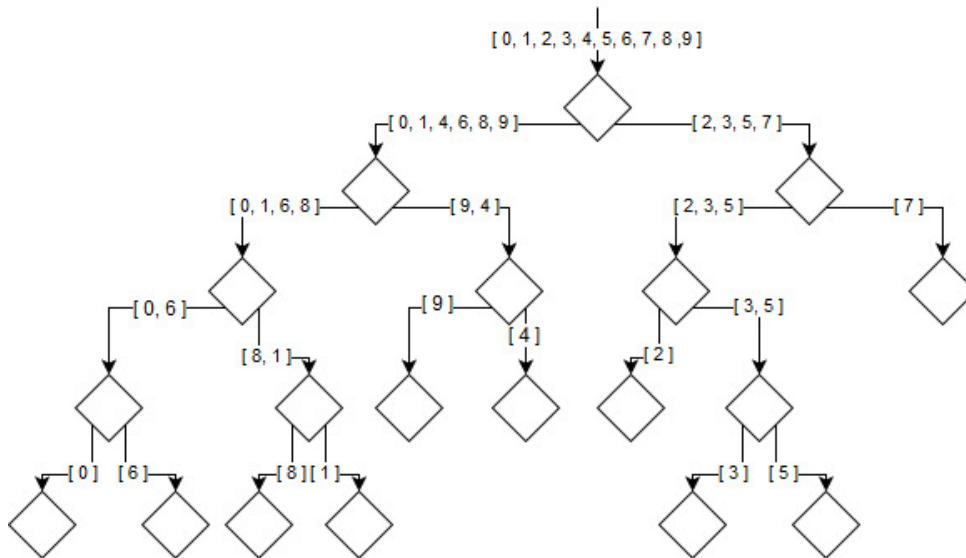 [ 0, 1, 2, 3, 4, 5, 6, 7, 8 ,9 ]
[ 0, 1, 4, 6, 8, 9 ]
[ 2, 3, 5, 7 ]
[ 0, 1, 6, 8 ]
[ 9, 4 ]
[ 2, 3, 5 ]
[ 7 ]
[ 0, 6 ]
[ 8, 1 ]
[ 9 ]
[ 4 ]
[ 2 ]
[ 3, 5 ]
[ 0 ]
[ 6 ]
[ 8 ]
[ 1 ]
[ 3 ]
[ 5 ]